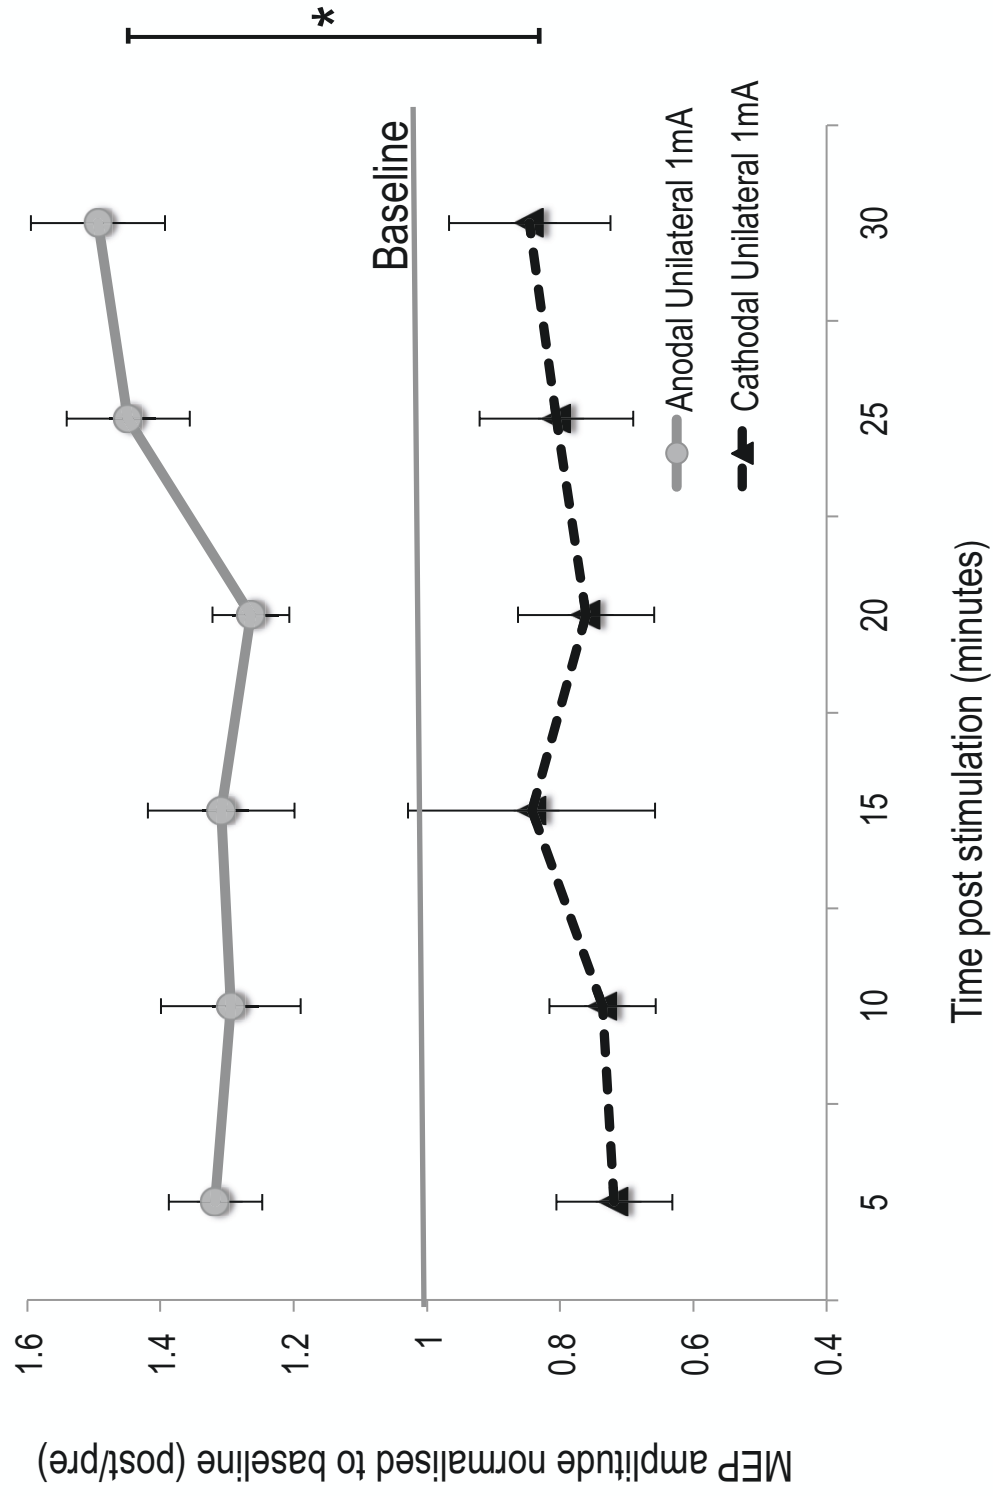 *
Baseline
Anodal Unilateral 1mA
Cathodal Unilateral 1mA
1.6
1.4
1.2
1
0.8
0.6
0.4
5
10
15
20
25
30
Time post stimulation (minutes)
MEP amplitude normalised to baseline (post/pre)